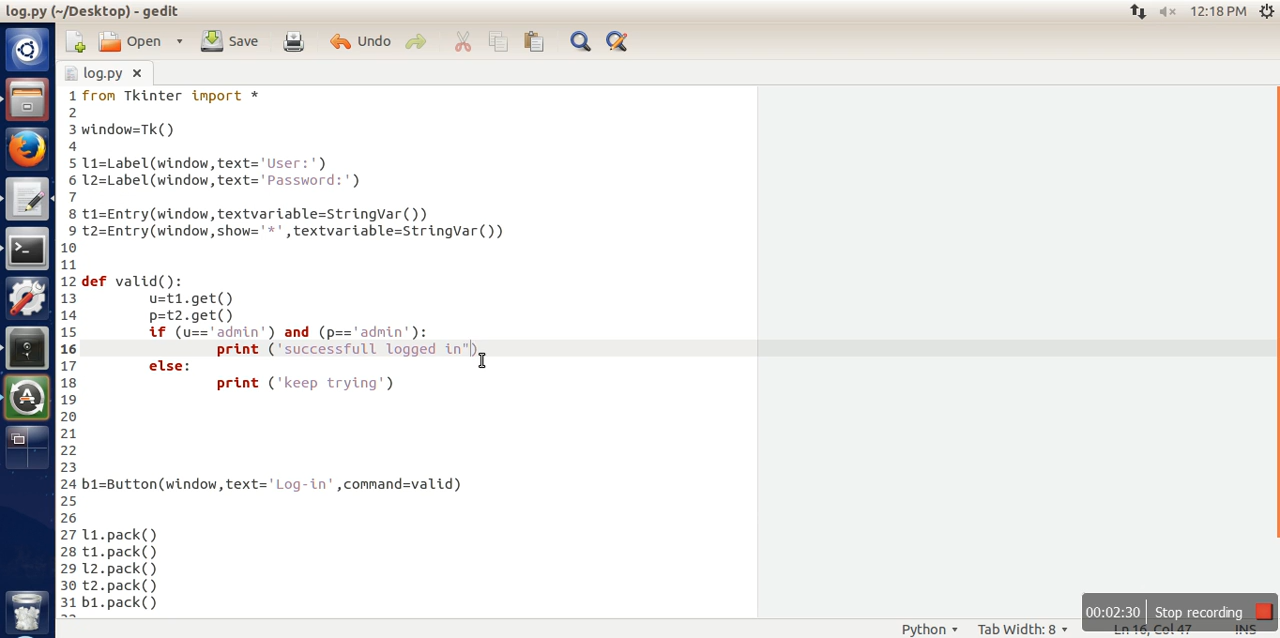 log.py (~/Desktop) - gedit
12:18 PM
Open
Save
Undo
log.py ×
1 from Tkinter import *
2
3 window=Tk()
4
5 l1=Label(window,text='User:')
6 l2=Label(window,text='Password:')
7
8 t1=Entry(window,textvariable=StringVar())
9 t2=Entry(window,show='*',textvariable=StringVar())
10
11
12 def valid():
13 u=t1.get()
14 p=t2.get()
15 if (u=='admin') and (p=='admin'):
16 print ('successfull logged in")
17 else:
18 print ('keep trying')
19
20
21
22
23
24 b1=Button(window,text='Log-in',command=valid)
25
26
27 l1.pack()
28 t1.pack()
29 l2.pack()
30 t2.pack()
31 b1.pack()
00:02:30 Stop recording
Python Tab Width: 8 Ln 16, Col 47 INS